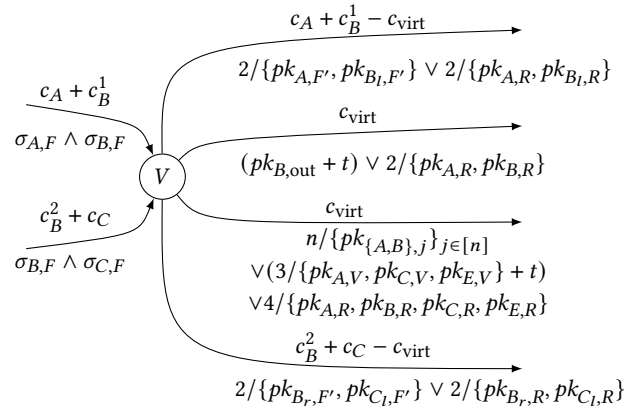 c_A + c_B^1 − c_virt
2/{pk_{A,F′}, pk_{B_l,F′}} ∨ 2/{pk_{A,R}, pk_{B_l,R}}
c_A + c_B^1
σ_{A,F} ∧ σ_{B,F}
c_virt
(pk_{B,out} + t) ∨ 2/{pk_{A,R}, pk_{B,R}}
V
c_B^2 + c_C
σ_{B,F} ∧ σ_{C,F}
c_virt
n/{pk_{{A,B},j}}_{j∈[n]}
∨(3/{pk_{A,V}, pk_{C,V}, pk_{E,V}} + t)
∨4/{pk_{A,R}, pk_{B,R}, pk_{C,R}, pk_{E,R}}
c_B^2 + c_C − c_virt
2/{pk_{B_r,F′}, pk_{C_l,F′}} ∨ 2/{pk_{B_r,R}, pk_{C_l,R}}